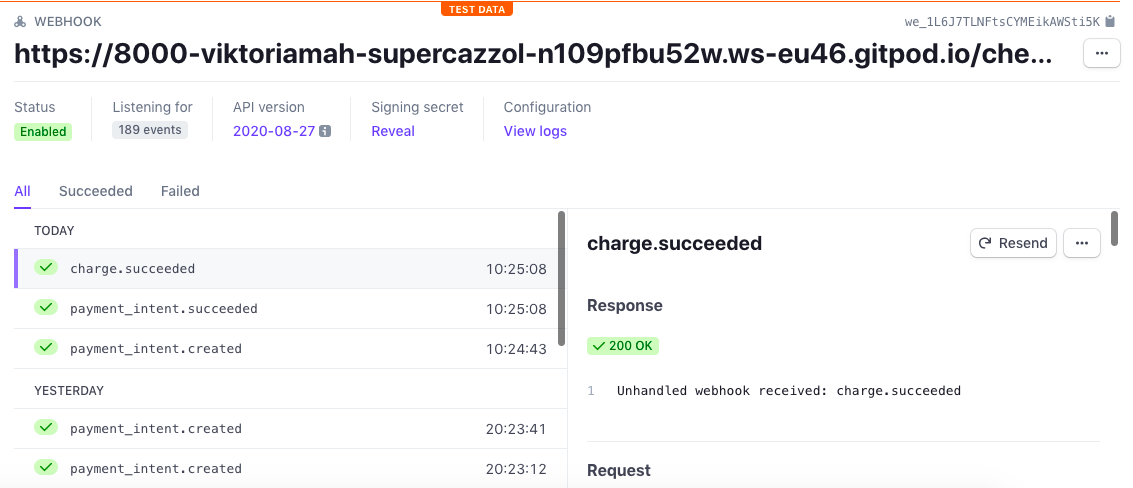 TEST DATA
WEBHOOK
we_1L6J7TLNFtsCYMEikAWSti5K
https://8000-viktoriamah-supercazzol-n109pfbu52w.ws-eu46.gitpod.io/che...
Status
Listening for
API version
Signing secret
Configuration
Enabled
189 events
2020-08-27
Reveal
View logs
All
Succeeded
Failed
TODAY
charge.succeeded 10:25:08
payment_intent.succeeded 10:25:08
payment_intent.created 10:24:43
YESTERDAY
payment_intent.created 20:23:41
payment_intent.created 20:23:12
charge.succeeded
Resend
Response
200 OK
1 Unhandled webhook received: charge.succeeded
Request